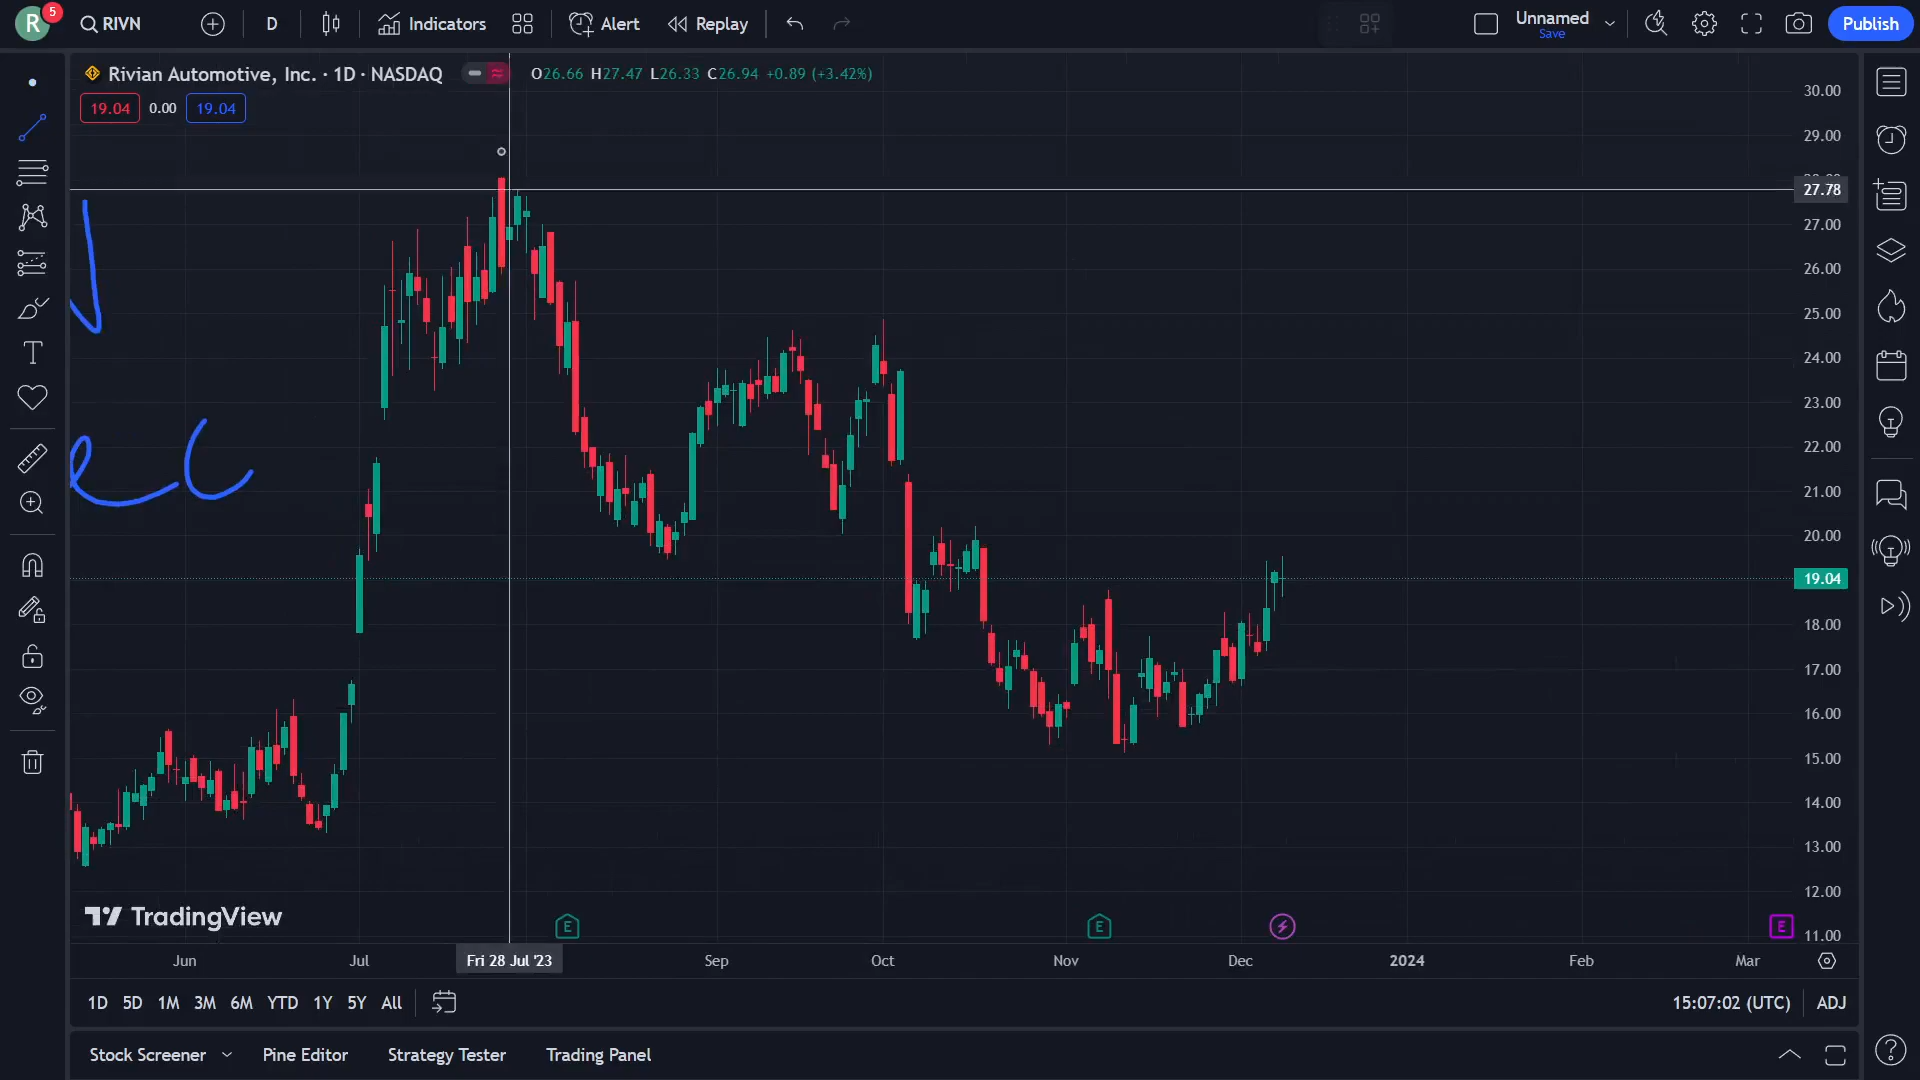 R 5 RIVN D Indicators Alert Replay Unnamed Save Publish
Rivian Automotive, Inc. · 1D · NASDAQ O26.66 H27.47 L26.33 C26.94 +0.89 (+3.42%)
19.04 0.00 19.04
30.00
29.00
27.78
27.00
26.00
25.00
24.00
23.00
22.00
21.00
20.00
19.04
18.00
17.00
16.00
15.00
14.00
13.00
12.00
11.00
ec
TradingView
E E E
Jun Jul Fri 28 Jul '23 Sep Oct Nov Dec 2024 Feb Mar
1D 5D 1M 3M 6M YTD 1Y 5Y All 15:07:02 (UTC) ADJ
Stock Screener Pine Editor Strategy Tester Trading Panel